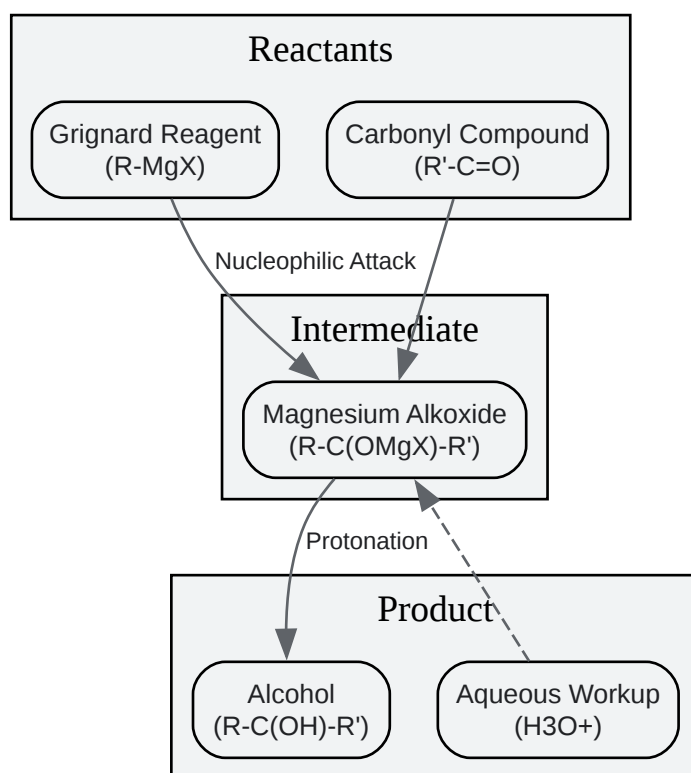 Reactants
Grignard Reagent
(R-MgX)
Carbonyl Compound
(R'-C=O)
Nucleophilic Attack
Intermediate
Magnesium Alkoxide
(R-C(OMgX)-R')
Protonation
Product
Alcohol
(R-C(OH)-R')
Aqueous Workup
(H3O+)